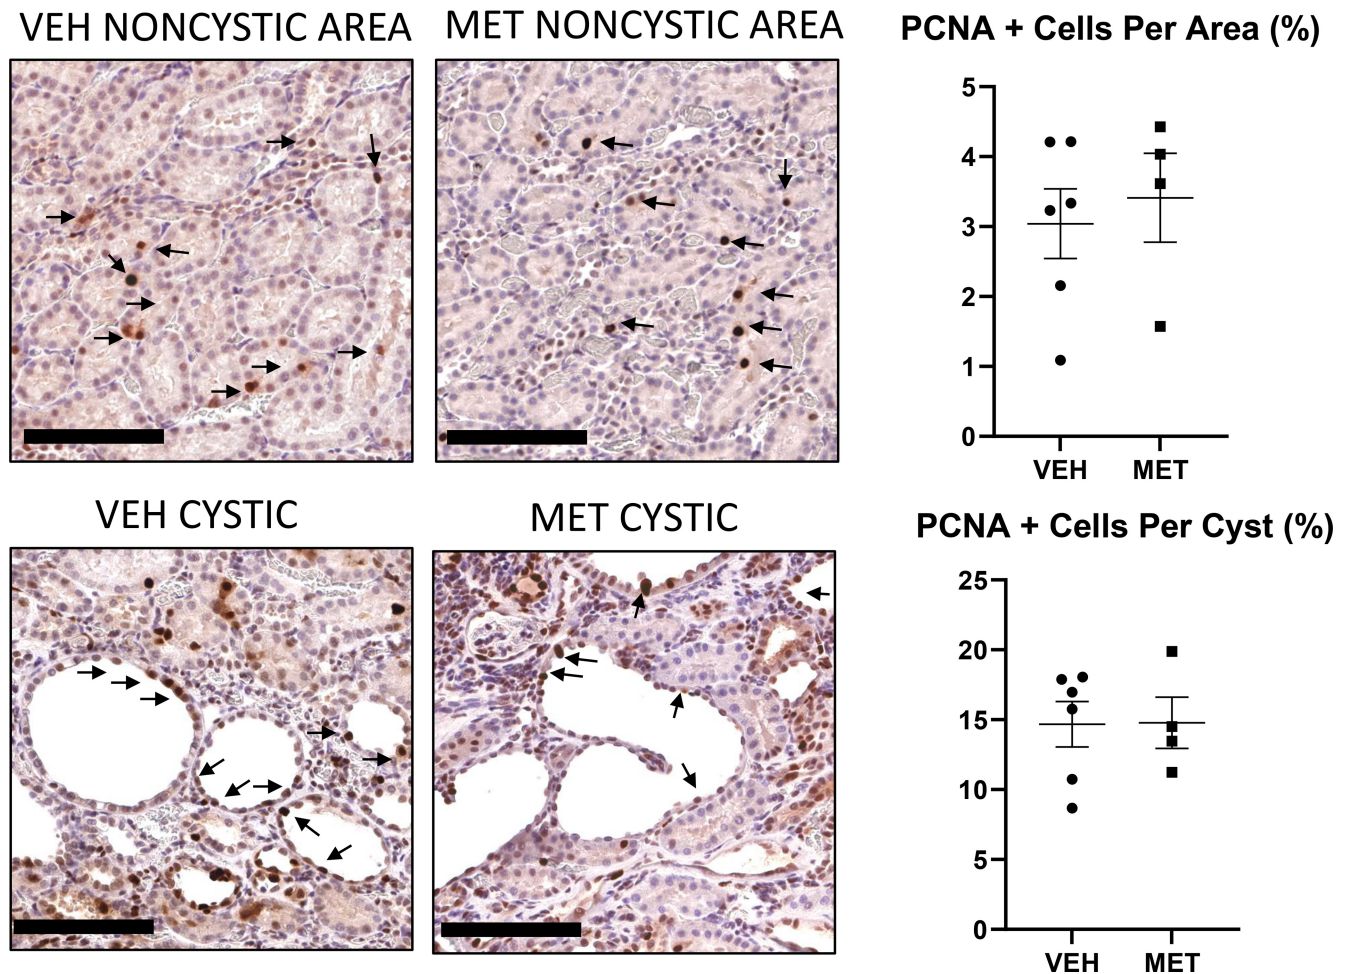 VEH NONCYSTIC AREA
MET NONCYSTIC AREA
PCNA + Cells Per Area (%)
5
4
3
2
1
0
VEH
MET
VEH CYSTIC
MET CYSTIC
PCNA + Cells Per Cyst (%)
25
20
15
10
5
0
VEH
MET